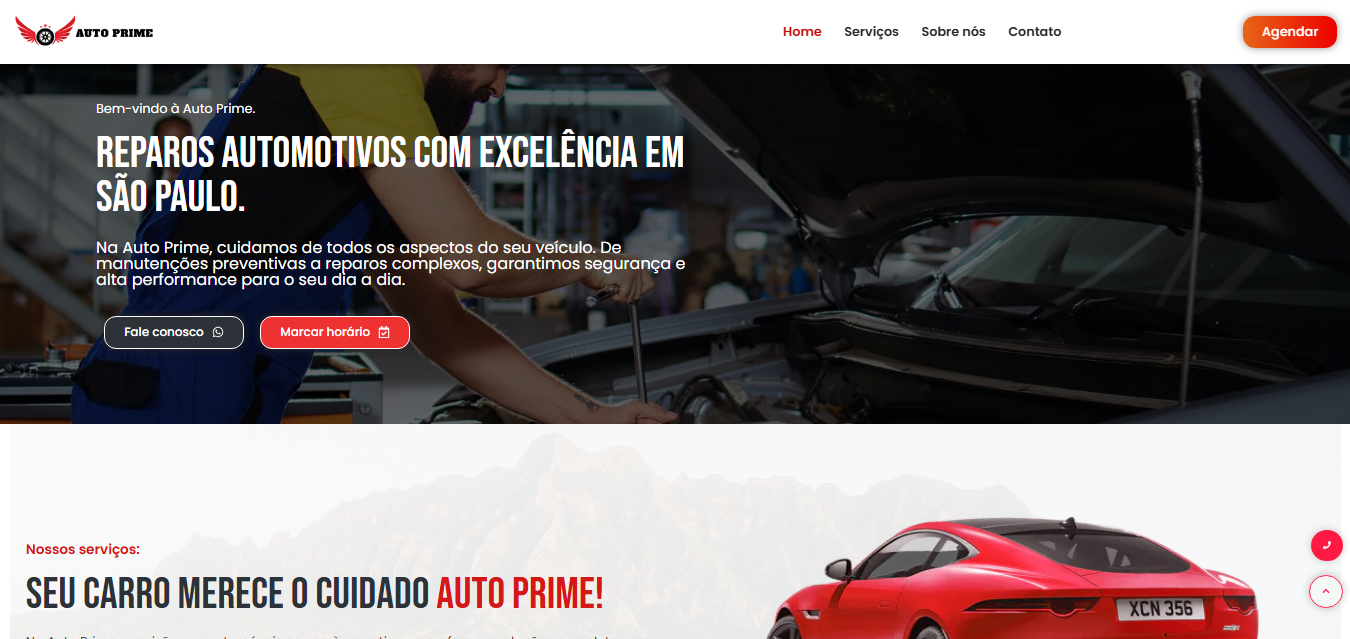 AUTO PRIME
Home
Serviços
Sobre nós
Contato
Agendar
Bem-vindo à Auto Prime.
REPAROS AUTOMOTIVOS COM EXCELÊNCIA EM
SÃO PAULO.
Na Auto Prime, cuidamos de todos os aspectos do seu veículo. De
manutenções preventivas a reparos complexos, garantimos segurança e
alta performance para o seu dia a dia.
Fale conosco
Marcar horário
Nossos serviços:
SEU CARRO MERECE O CUIDADO AUTO PRIME!
XCN 356